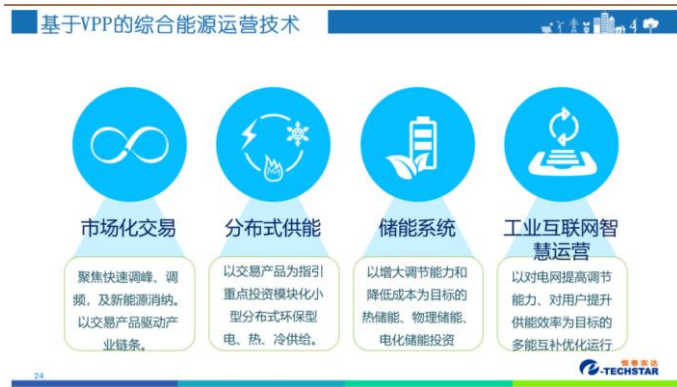 基于VPP的综合能源运营技术
市场化交易
聚焦快速调峰、调
频，及新能源消纳。
以交易产品驱动产
业链条。
分布式供能
以交易产品为指引
重点投资模块化小
型分布式环保型
电、热、冷供给。
储能系统
以增大调节能力和
降低成本为目标的
热储能、物理储能、
电化储能投资
工业互联网智
慧运营
以对电网提高调节
能力、对用户提升
供能效率为目标的
多能互补优化运行
24
恒泰实达
e-TECHSTAR